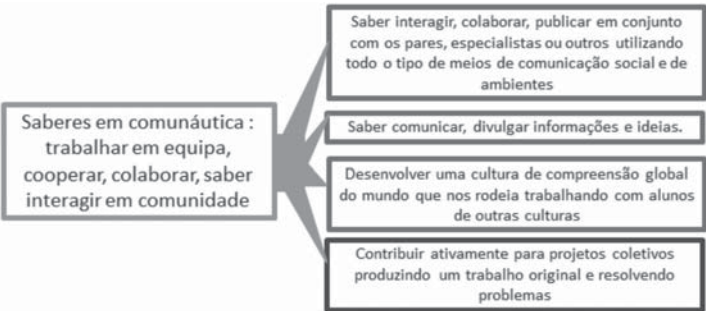 Saberes em comunáutica :
trabalhar em equipa,
cooperar, colaborar, saber
interagir em comunidade
Saber interagir, colaborar, publicar em conjunto
com os pares, especialistas ou outros utilizando
todo o tipo de meios de comunicação social e de
ambientes
Saber comunicar, divulgar informações e ideias.
Desenvolver uma cultura de compreensão global
do mundo que nos rodeia trabalhando com alunos
de outras culturas
Contribuir ativamente para projetos coletivos
produzindo um trabalho original e resolvendo
problemas